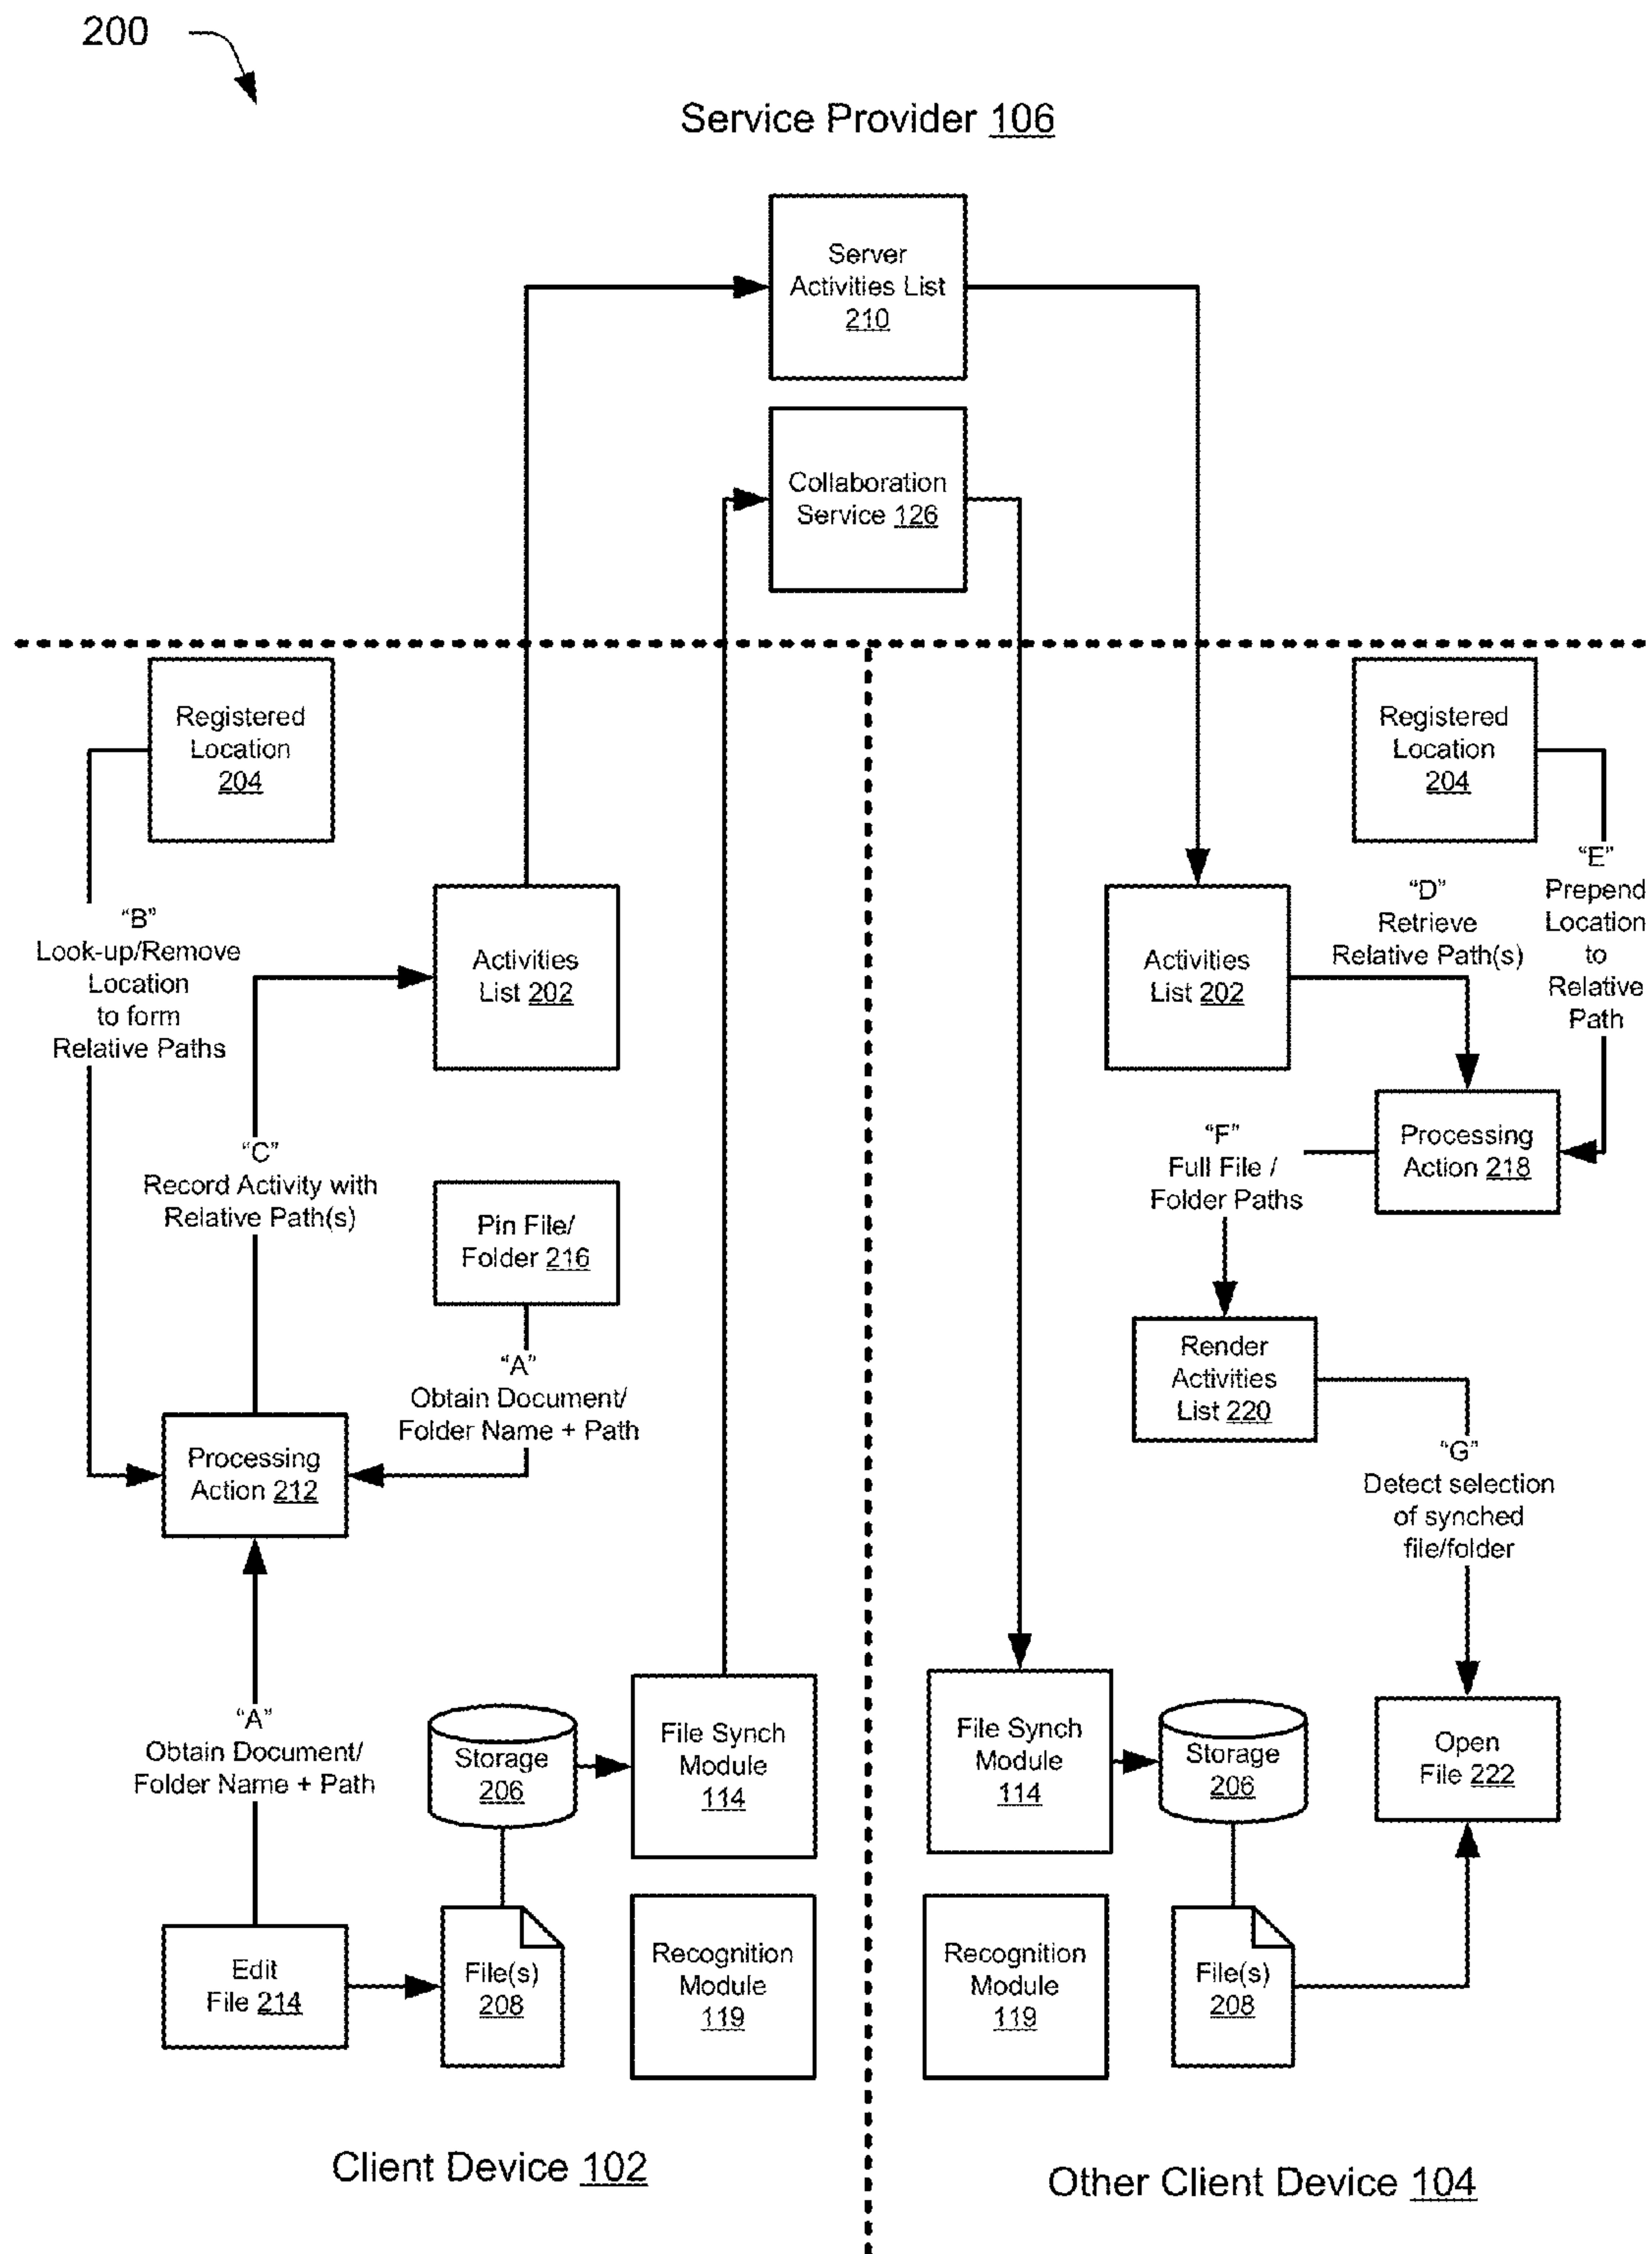 200
Service Provider 106
Server
Activities List
210
Collaboration
Service 126
Registered
Location
204
"B"
Look-up/Remove
Location
to form
Relative Paths
Activities
List 202
"C"
Record Activity with
Relative Path(s)
Pin File/
Folder 216
"A"
Obtain Document/
Folder Name + Path
Processing
Action 212
"A"
Obtain Document/
Folder Name + Path
Storage
206
File Synch
Module
114
Edit
File 214
File(s)
208
Recognition
Module
119
Client Device 102
Registered
Location
204
"E"
Prepend
Location
to
Relative
Path
"D"
Retrieve
Relative Path(s)
Activities
List 202
Processing
Action 218
"F"
Full File /
Folder Paths
Render
Activities
List 220
"G"
Detect selection
of synched
file/folder
File Synch
Module
114
Storage
206
Open
File 222
Recognition
Module
119
File(s)
208
Other Client Device 104